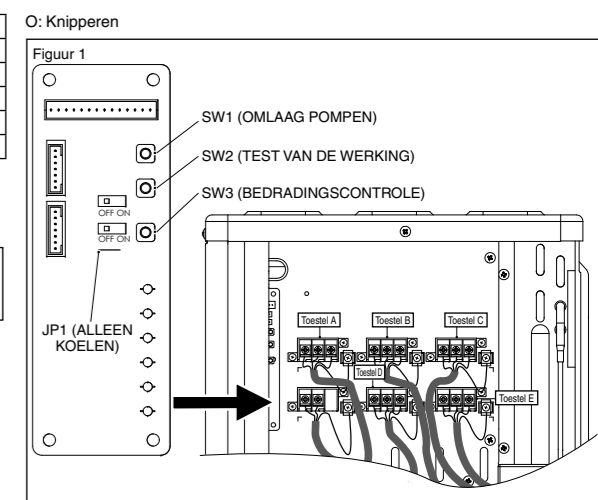 O: Knipperen
Figuur 1
SW1 (OMLAAG POMPEN)
SW2 (TEST VAN DE WERKING)
SW3 (BEDRADINGSCONTROLE)
OFF ON
OFF ON
JP1 (ALLEEN
KOELEN)
Toestel A
Toestel B
Toestel C
Toestel D
Toestel E